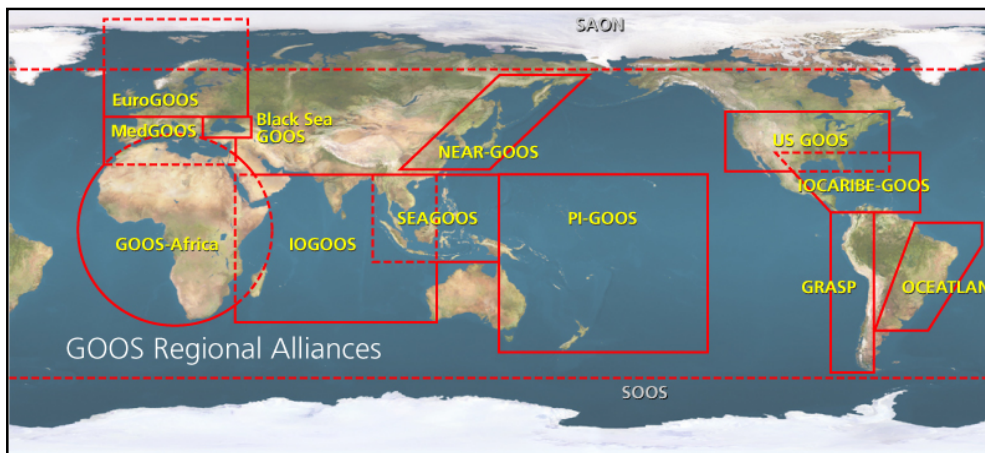 SAON
EuroGOOS
MedGOOS
Black Sea
GOOS
NEAR-GOOS
US GOOS
IOCARIBE-GOOS
GOOS-Africa
IOGOOS
SEAGOOS
PI-GOOS
GRASP
OCEATLAN
GOOS Regional Alliances
SOOS